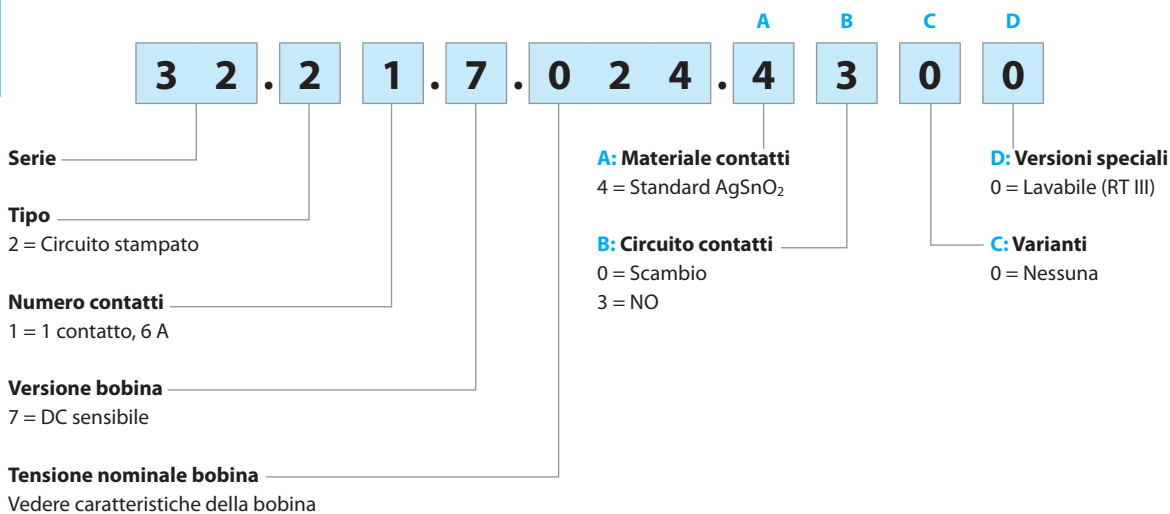 A B C D
3 2 . 2 1 . 7 . 0 2 4 . 4 3 0 0
Serie
Tipo
2 = Circuito stampato
Numero contatti
1 = 1 contatto, 6 A
Versione bobina
7 = DC sensibile
Tensione nominale bobina
Vedere caratteristiche della bobina
A: Materiale contatti
4 = Standard AgSnO₂
B: Circuito contatti
0 = Scambio
3 = NO
D: Versioni speciali
0 = Lavabile (RT III)
C: Varianti
0 = Nessuna